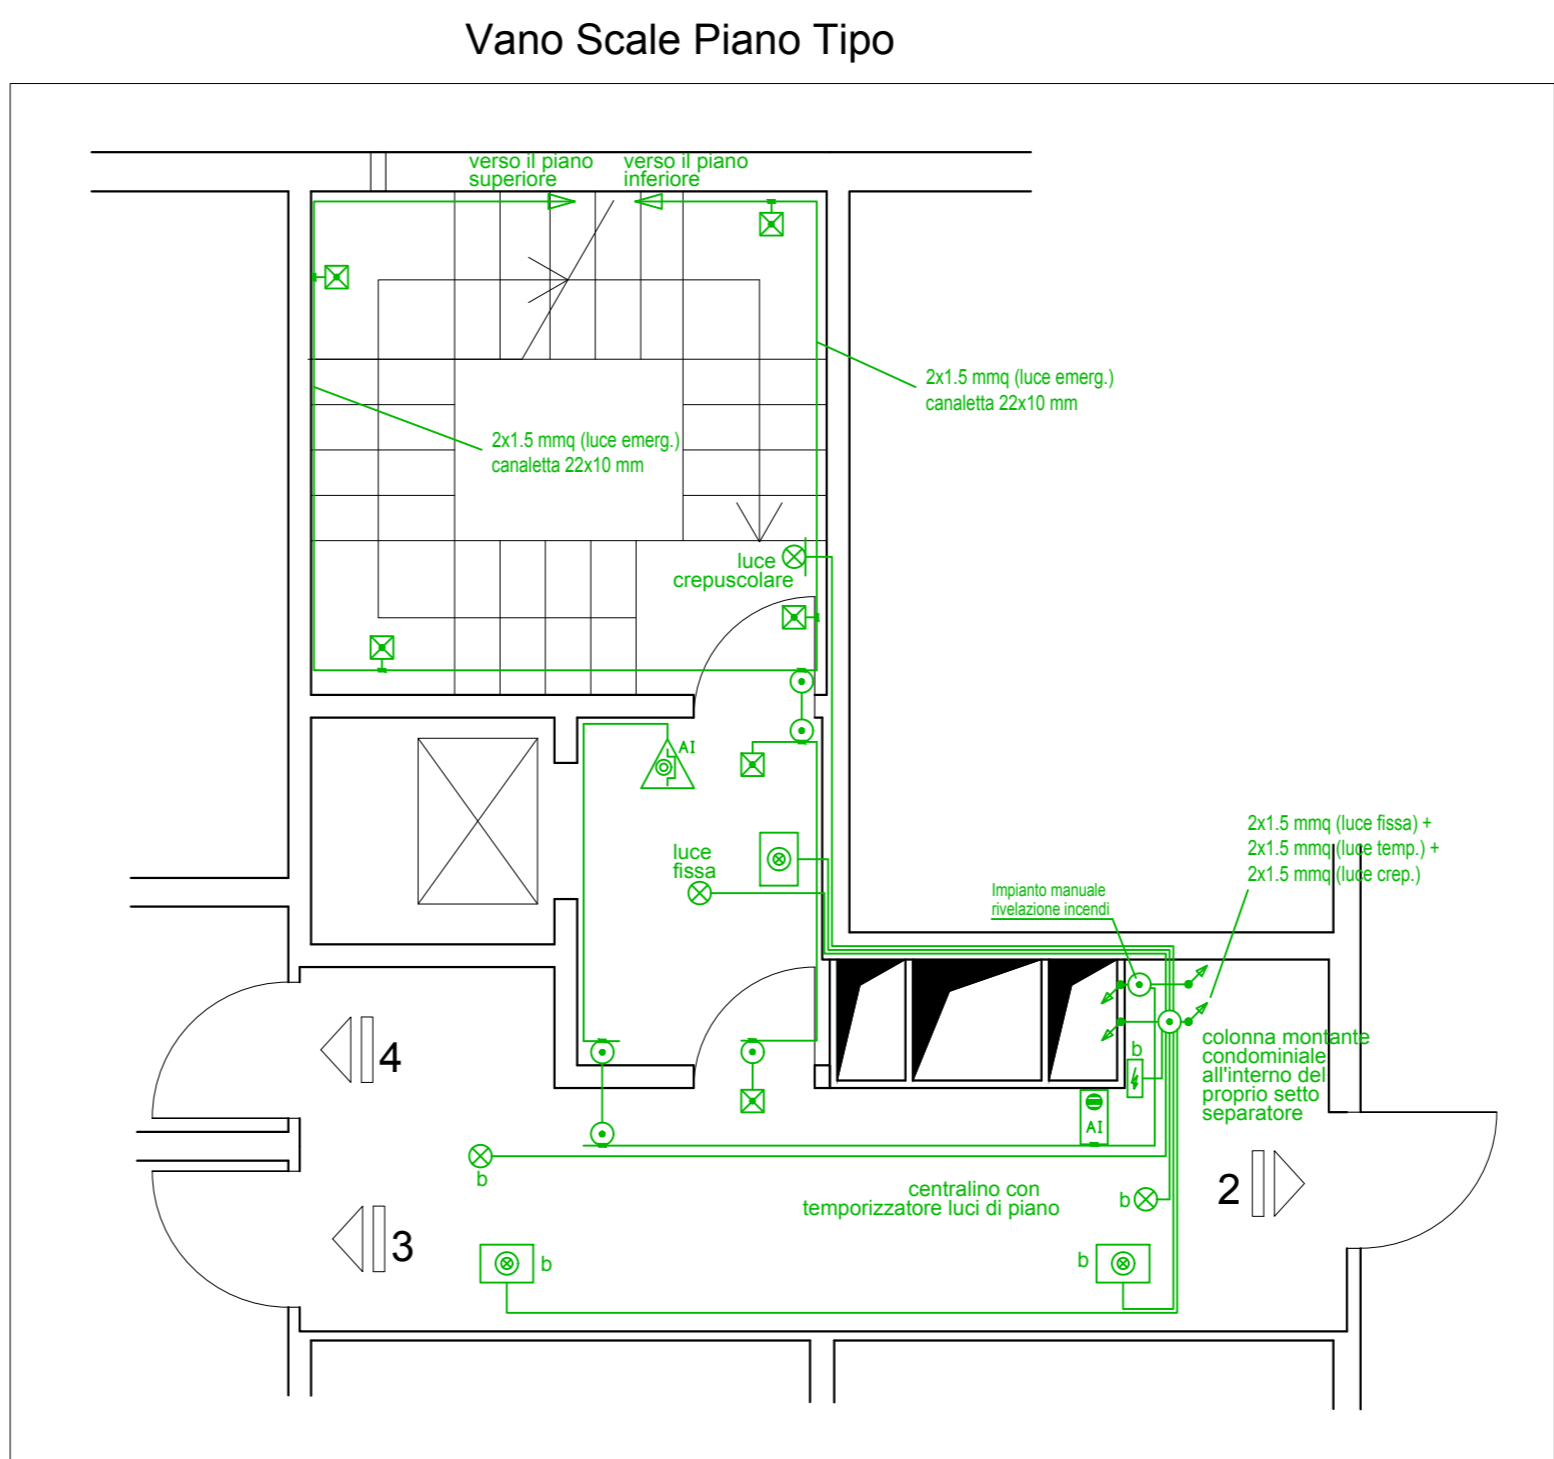 Vano Scale Piano Tipo
verso il piano
superiore
verso il piano
inferiore
2x1.5 mmq (luce emerg.)
canaletta 22x10 mm
2x1.5 mmq (luce emerg.)
canaletta 22x10 mm
luce
crepuscolare
AI
luce
fissa
2x1.5 mmq (luce fissa) +
2x1.5 mmq (luce temp.) +
2x1.5 mmq (luce crep.)
Impianto manuale
rivelazione incendi
colonna montante
condominiale
all'interno del
proprio setto
separatore
b
AI
4
b
centralino con
temporizzatore luci di piano
b
2
3
b
b